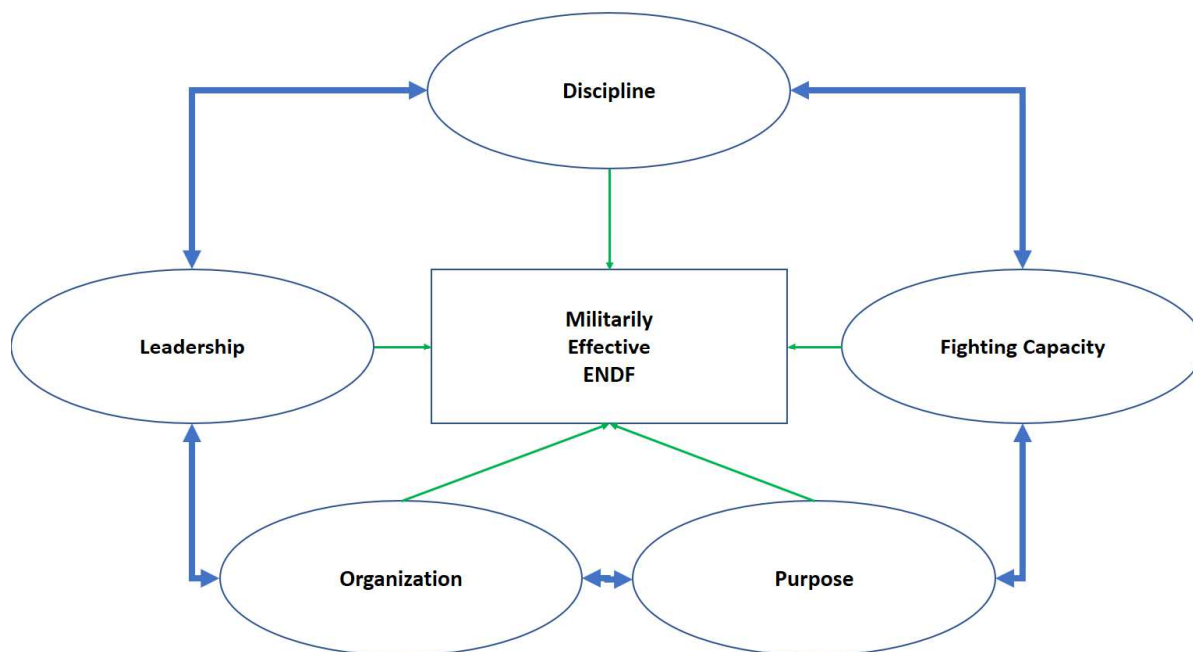 Discipline
Leadership
Militarily
Effective
ENDF
Fighting Capacity
Organization
Purpose